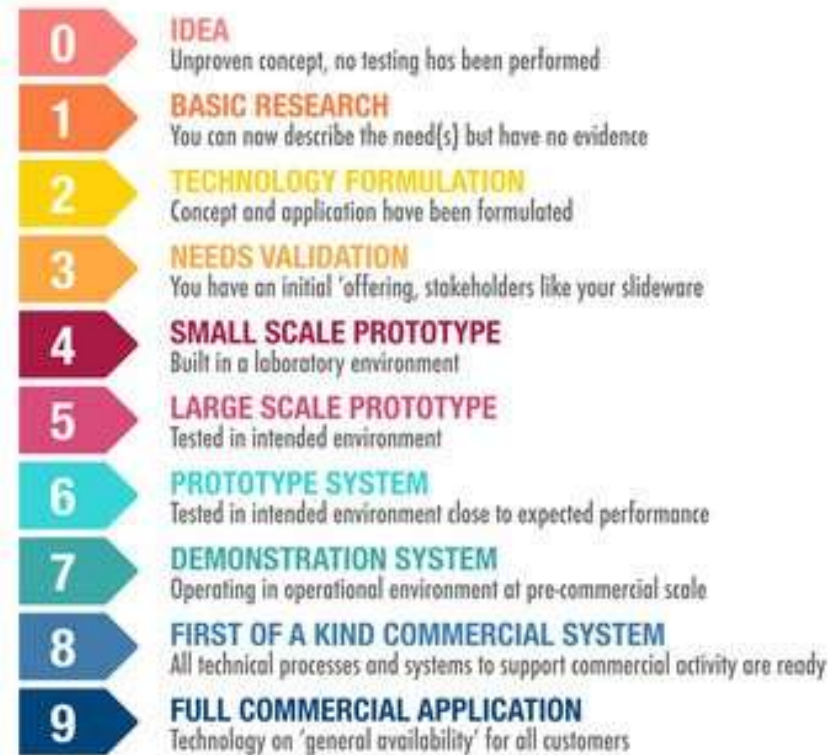 0
IDEA
Unproven concept, no testing has been performed
1
BASIC RESEARCH
You can now describe the need(s) but have no evidence
2
TECHNOLOGY FORMULATION
Concept and application have been formulated
3
NEEDS VALIDATION
You have an initial 'offering, stakeholders like your slideware
4
SMALL SCALE PROTOTYPE
Built in a laboratory environment
5
LARGE SCALE PROTOTYPE
Tested in intended environment
6
PROTOTYPE SYSTEM
Tested in intended environment close to expected performance
7
DEMONSTRATION SYSTEM
Operating in operational environment at pre-commercial scale
8
FIRST OF A KIND COMMERCIAL SYSTEM
All technical processes and systems to support commercial activity are ready
9
FULL COMMERCIAL APPLICATION
Technology on 'general availability' for all customers